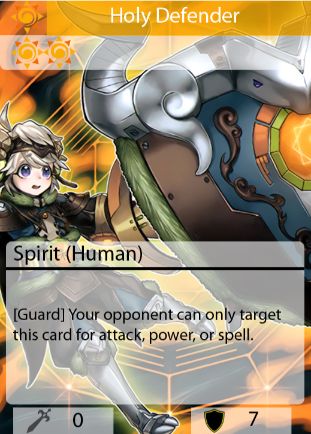 Holy Defender
Spirit (Human)
[Guard] Your opponent can only target
this card for attack, power, or spell.
0
7